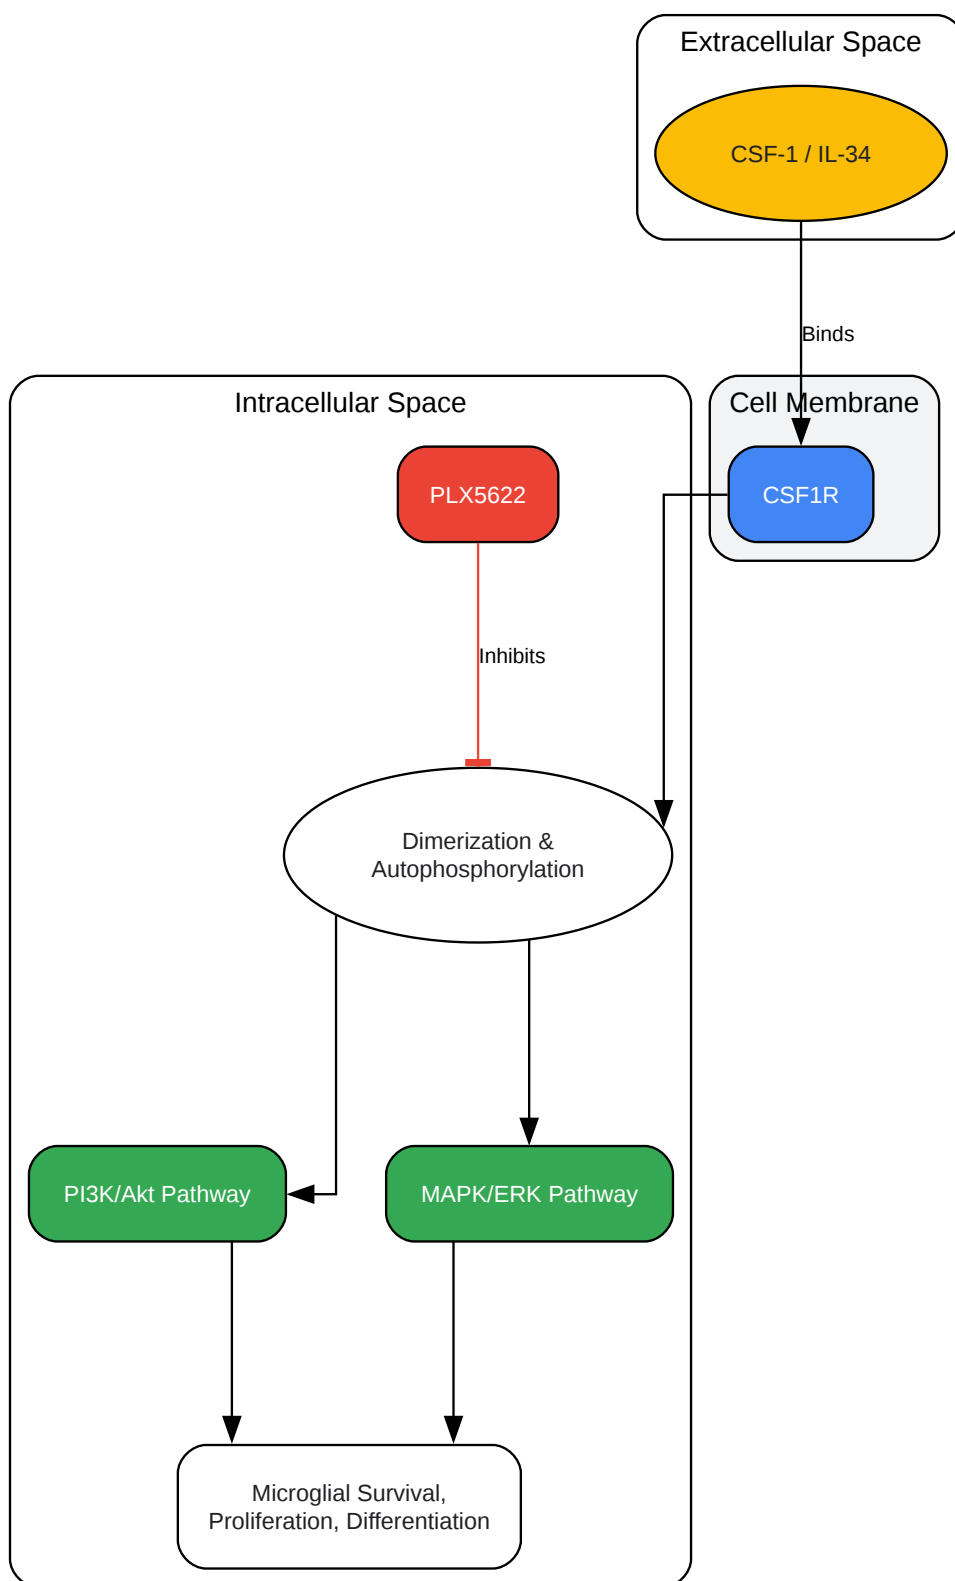 Extracellular Space
CSF-1 / IL-34
Binds
Intracellular Space
Cell Membrane
PLX5622
CSF1R
Inhibits
Dimerization &
Autophosphorylation
PI3K/Akt Pathway
MAPK/ERK Pathway
Microglial Survival,
Proliferation, Differentiation